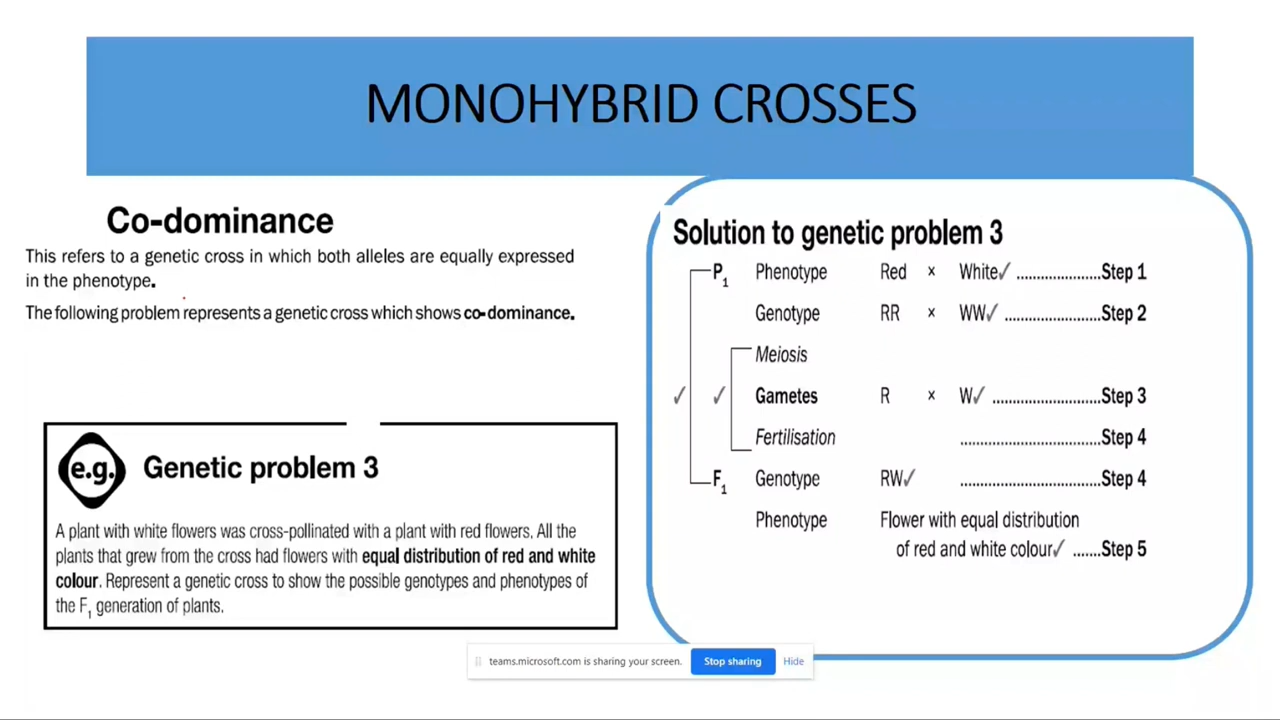 MONOHYBRID CROSSES
Co-dominance
This refers to a genetic cross in which both alleles are equally expressed
in the phenotype.
The following problem represents a genetic cross which shows co-dominance.
e.g. Genetic problem 3
A plant with white flowers was cross-pollinated with a plant with red flowers. All the
plants that grew from the cross had flowers with equal distribution of red and white
colour. Represent a genetic cross to show the possible genotypes and phenotypes of
the F1 generation of plants.
Solution to genetic problem 3
P1 Phenotype Red × White✓ .....................Step 1
Genotype RR × WW✓ ........................Step 2
Meiosis
✓ ✓ Gametes R × W✓ ...........................Step 3
Fertilisation ...................................Step 4
F1 Genotype RW✓ ...................................Step 4
Phenotype Flower with equal distribution
of red and white colour✓ .......Step 5
teams.microsoft.com is sharing your screen. Stop sharing Hide